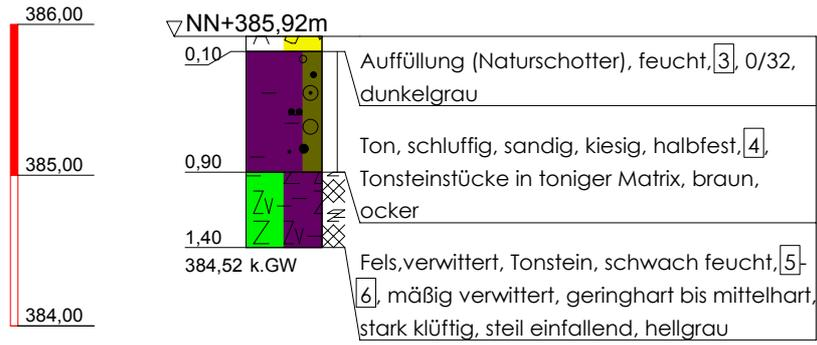 386,00
NN+385,92m
0,10
Auffüllung (Naturschotter), feucht, 3, 0/32,
dunkelgrau
Ton, schluffig, sandig, kiesig, halbfest, 4,
385,00
0,90
Tonsteinstücke in toniger Matrix, braun,
ocker
Zv
Z
Zv
Z
1,40
384,52 k.GW
Fels,verwittert, Tonstein, schwach feucht, 5-
6, mäßig verwittert, geringhart bis mittelhart,
384,00
stark klüftig, steil einfallend, hellgrau